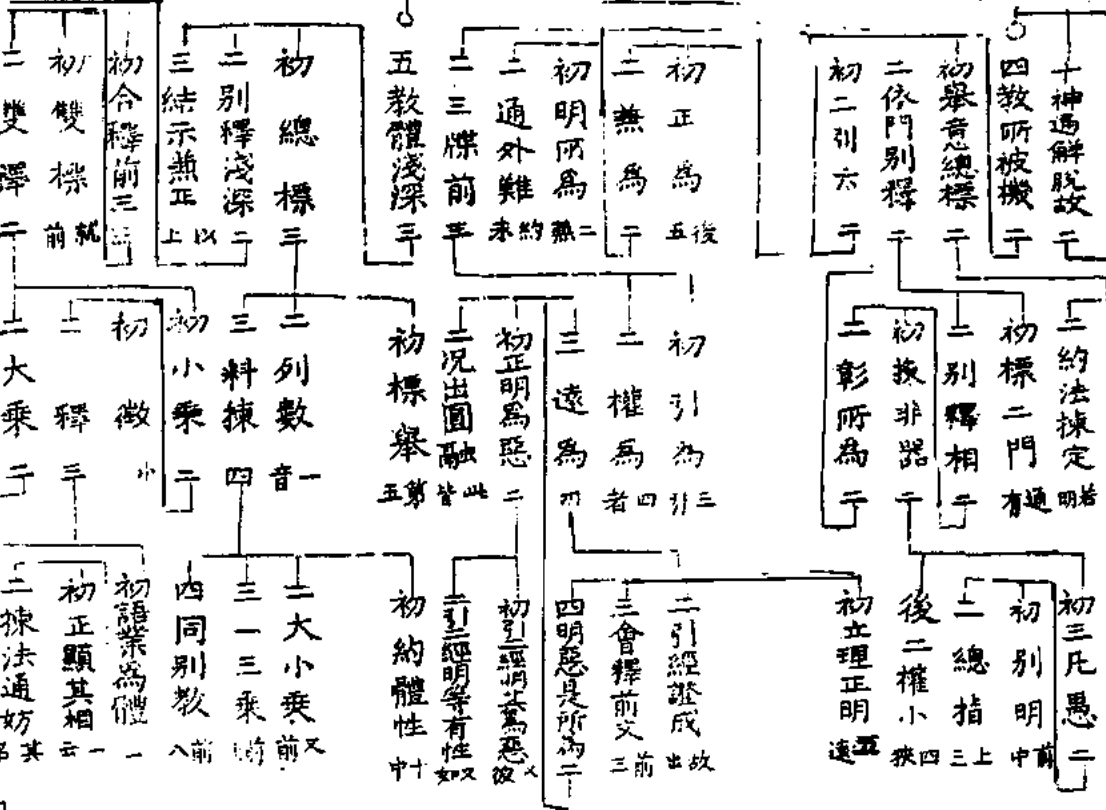 十神通解脫故 二
四教所被機 二
初舉意總標 二
二依門別釋 二
初二引六 二
初正為 五後
二兼為 二
初明所為 二
二通外難 約
二三牒前 三
五教體淺深 三
初總標 三
二別釋淺深 二
三結示兼正 以上
初合釋前三 三
初雙標 就前
二雙釋 二
二約法揀定 若明
初標二門 通有
二別釋相 二
初揀非器 二
二彰所為 二
初引為 三引
二權為 四者
三遠為 四
初正明為惡 二
二況出圓融 此皆
初標舉 第五
二列數 一音
三料揀 四
初小乘 二
初徵 小
二釋 三
二大乘 二
初三凡愚 二
初別明 前中
二總指 上三
後二權小 四狹
初立理正明 遠
二引經證成 故出
三會釋前文 前三
四明惡是所為 二
二引二經明等有性 又如
初約體性 十中
二大小乘 又前
三一三乘 前
四同別教 前八
初語業為體 一
初正顯其相 一云
二揀法通妨 其名